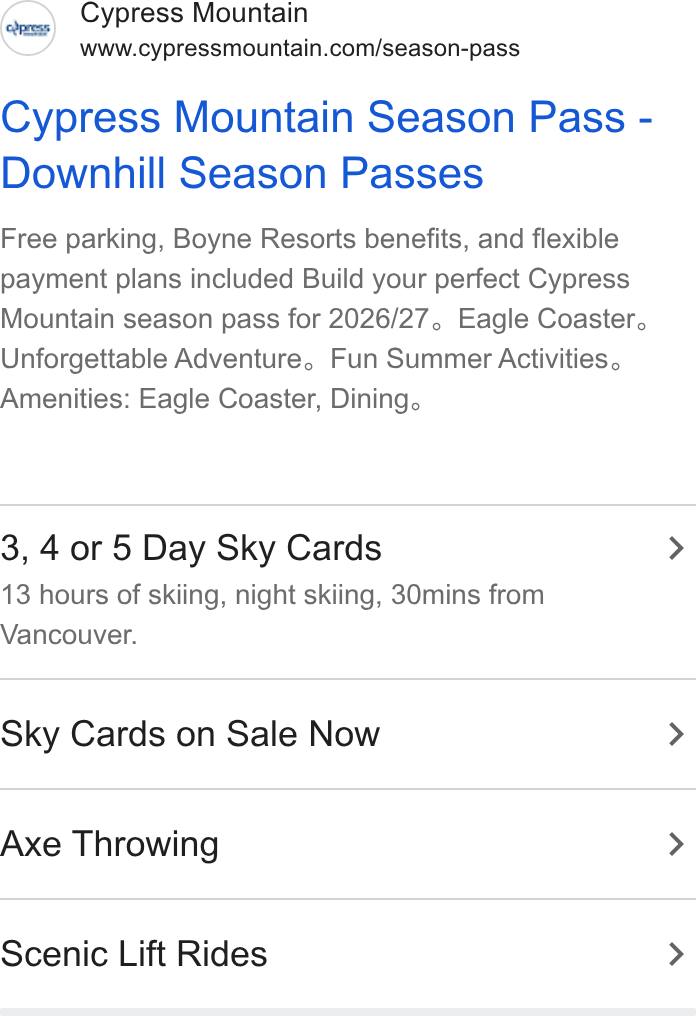 cypress
Cypress Mountain
www.cypressmountain.com/season-pass
Cypress Mountain Season Pass -
Downhill Season Passes
Free parking, Boyne Resorts benefits, and flexible
payment plans included Build your perfect Cypress
Mountain season pass for 2026/27。Eagle Coaster。
Unforgettable Adventure。Fun Summer Activities。
Amenities: Eagle Coaster, Dining。
3, 4 or 5 Day Sky Cards
13 hours of skiing, night skiing, 30mins from
Vancouver.
Sky Cards on Sale Now
Axe Throwing
Scenic Lift Rides